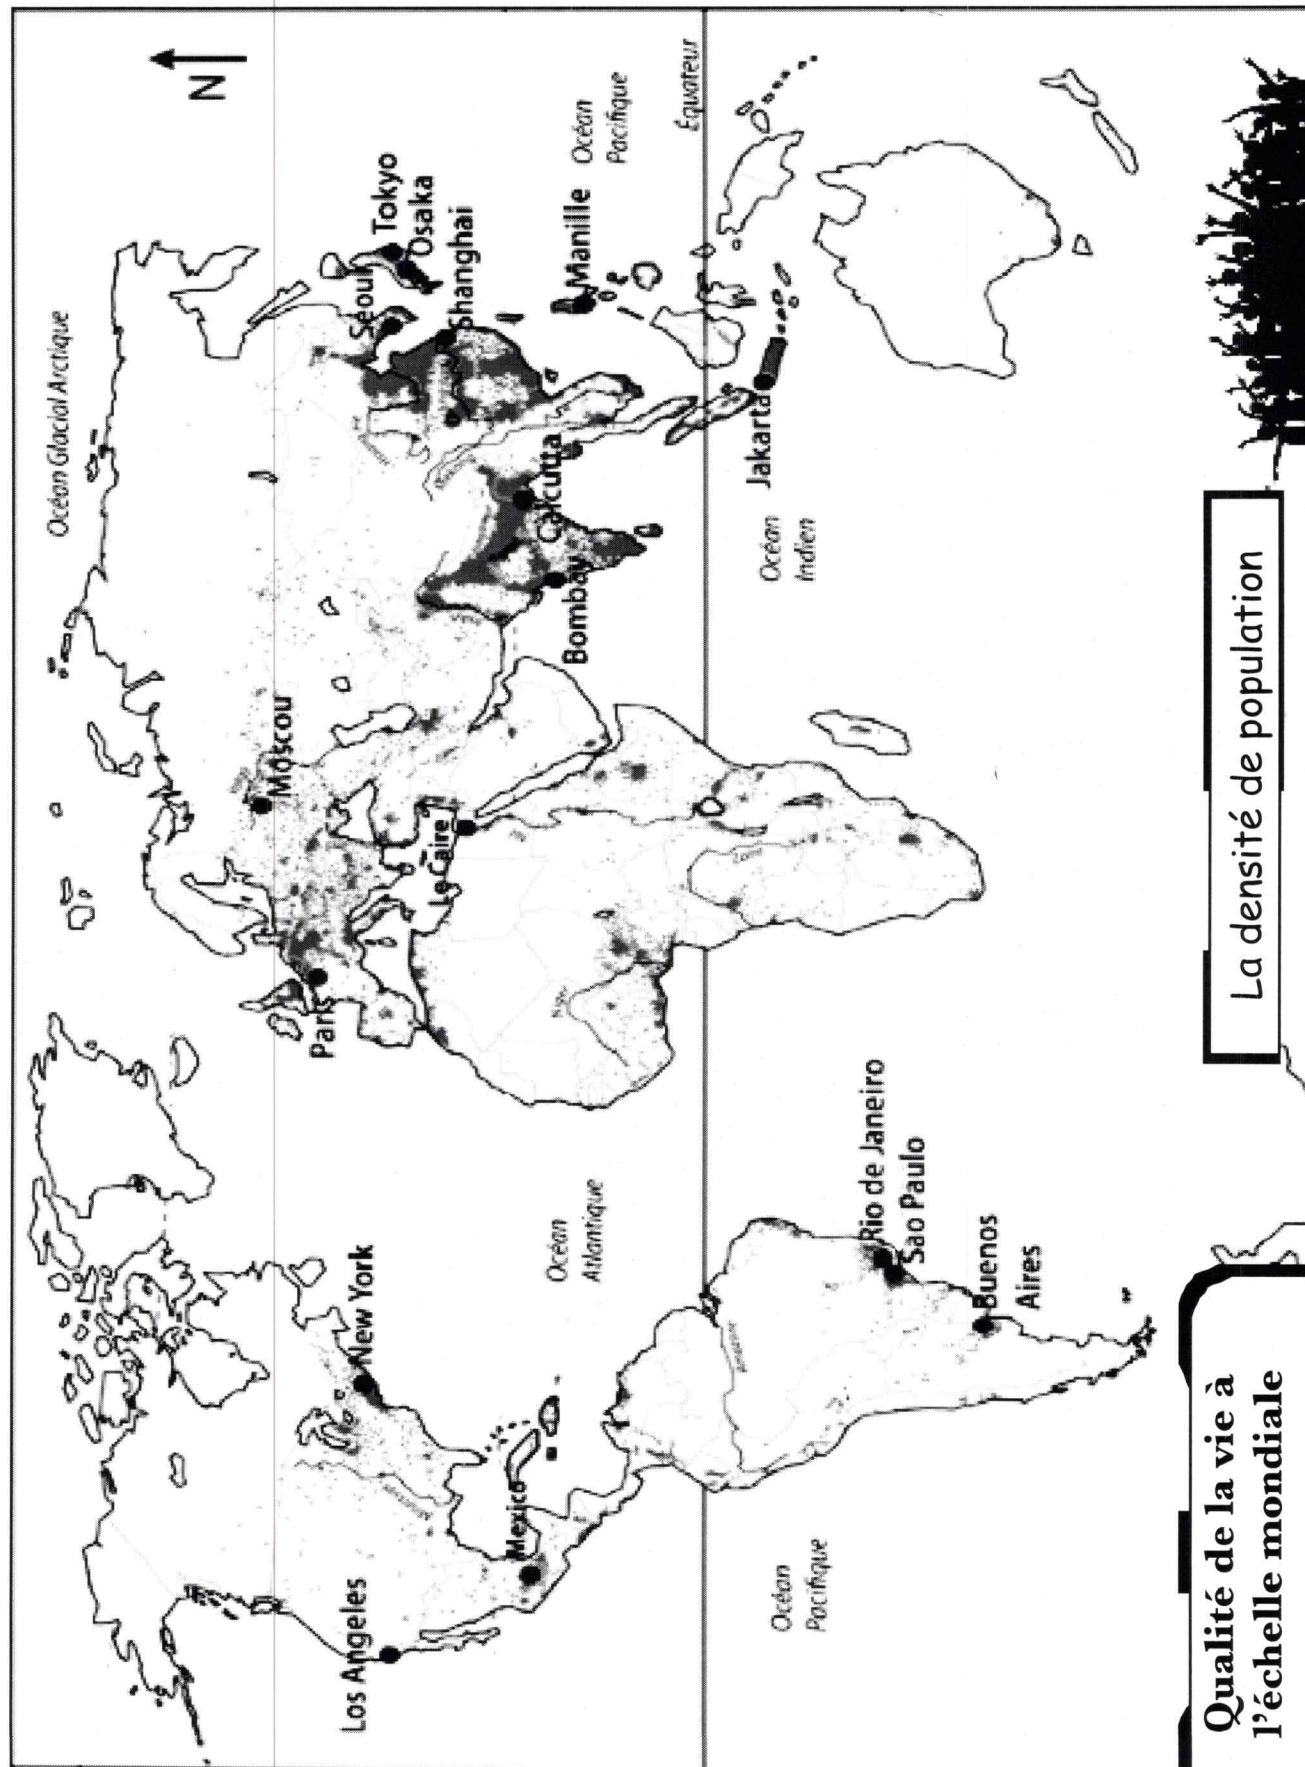 N
Océan Glacial Arctique
Moscou
Paris
Séoul
Tokyo
Osaka
Shanghai
New York
Los Angeles
Le Caire
Océan
Pacifique
Océan
Atlantique
Calcutta
Manille
Mexico
Bombay
Équateur
Jakarta
Océan
Indien
Océan
Pacifique
Rio de Janeiro
Sao Paulo
Buenos
Aires
Qualité de la vie à
l'échelle mondiale
La densité de population